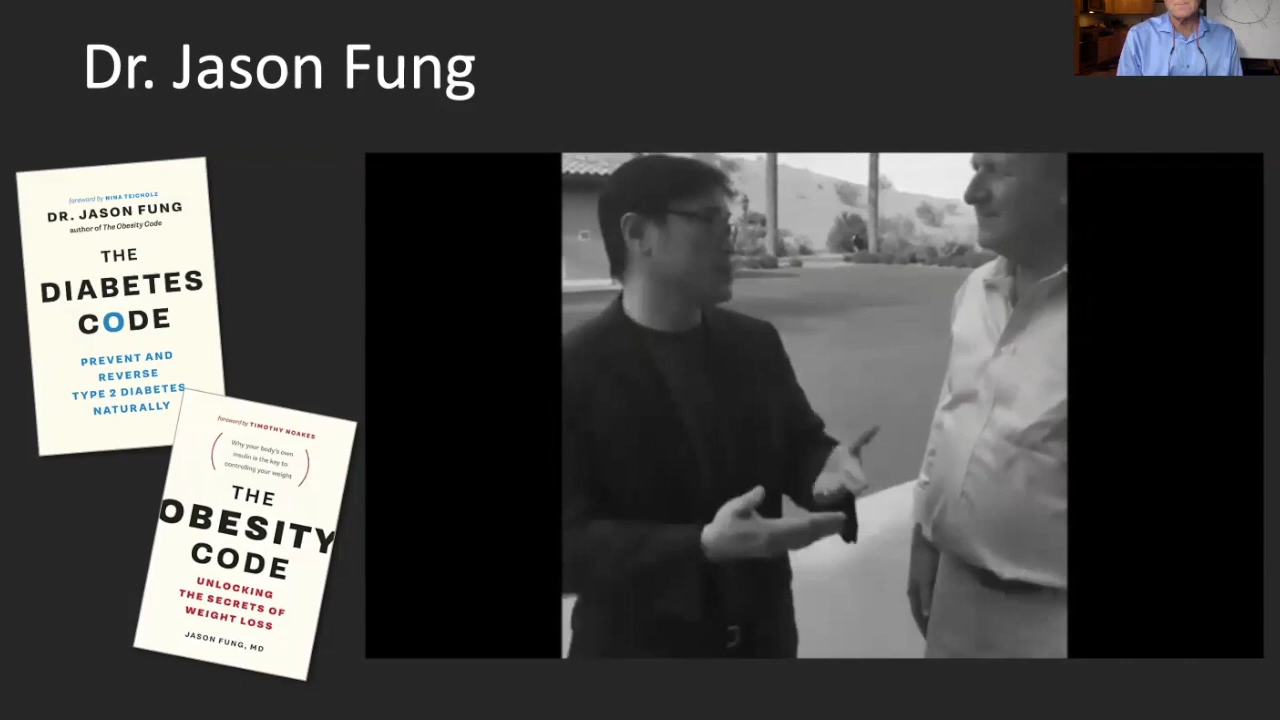 Dr. Jason Fung
foreword by NINA TEICHOLZ
DR. JASON FUNG
author of The Obesity Code
THE
DIABETES
CODE
PREVENT AND
REVERSE
TYPE 2 DIABETES
NATURALLY
foreword by TIMOTHY NOAKES
Why your body's own
insulin is the key to
controlling your weight
THE
OBESITY
CODE
UNLOCKING
THE SECRETS OF
WEIGHT LOSS
JASON FUNG, MD